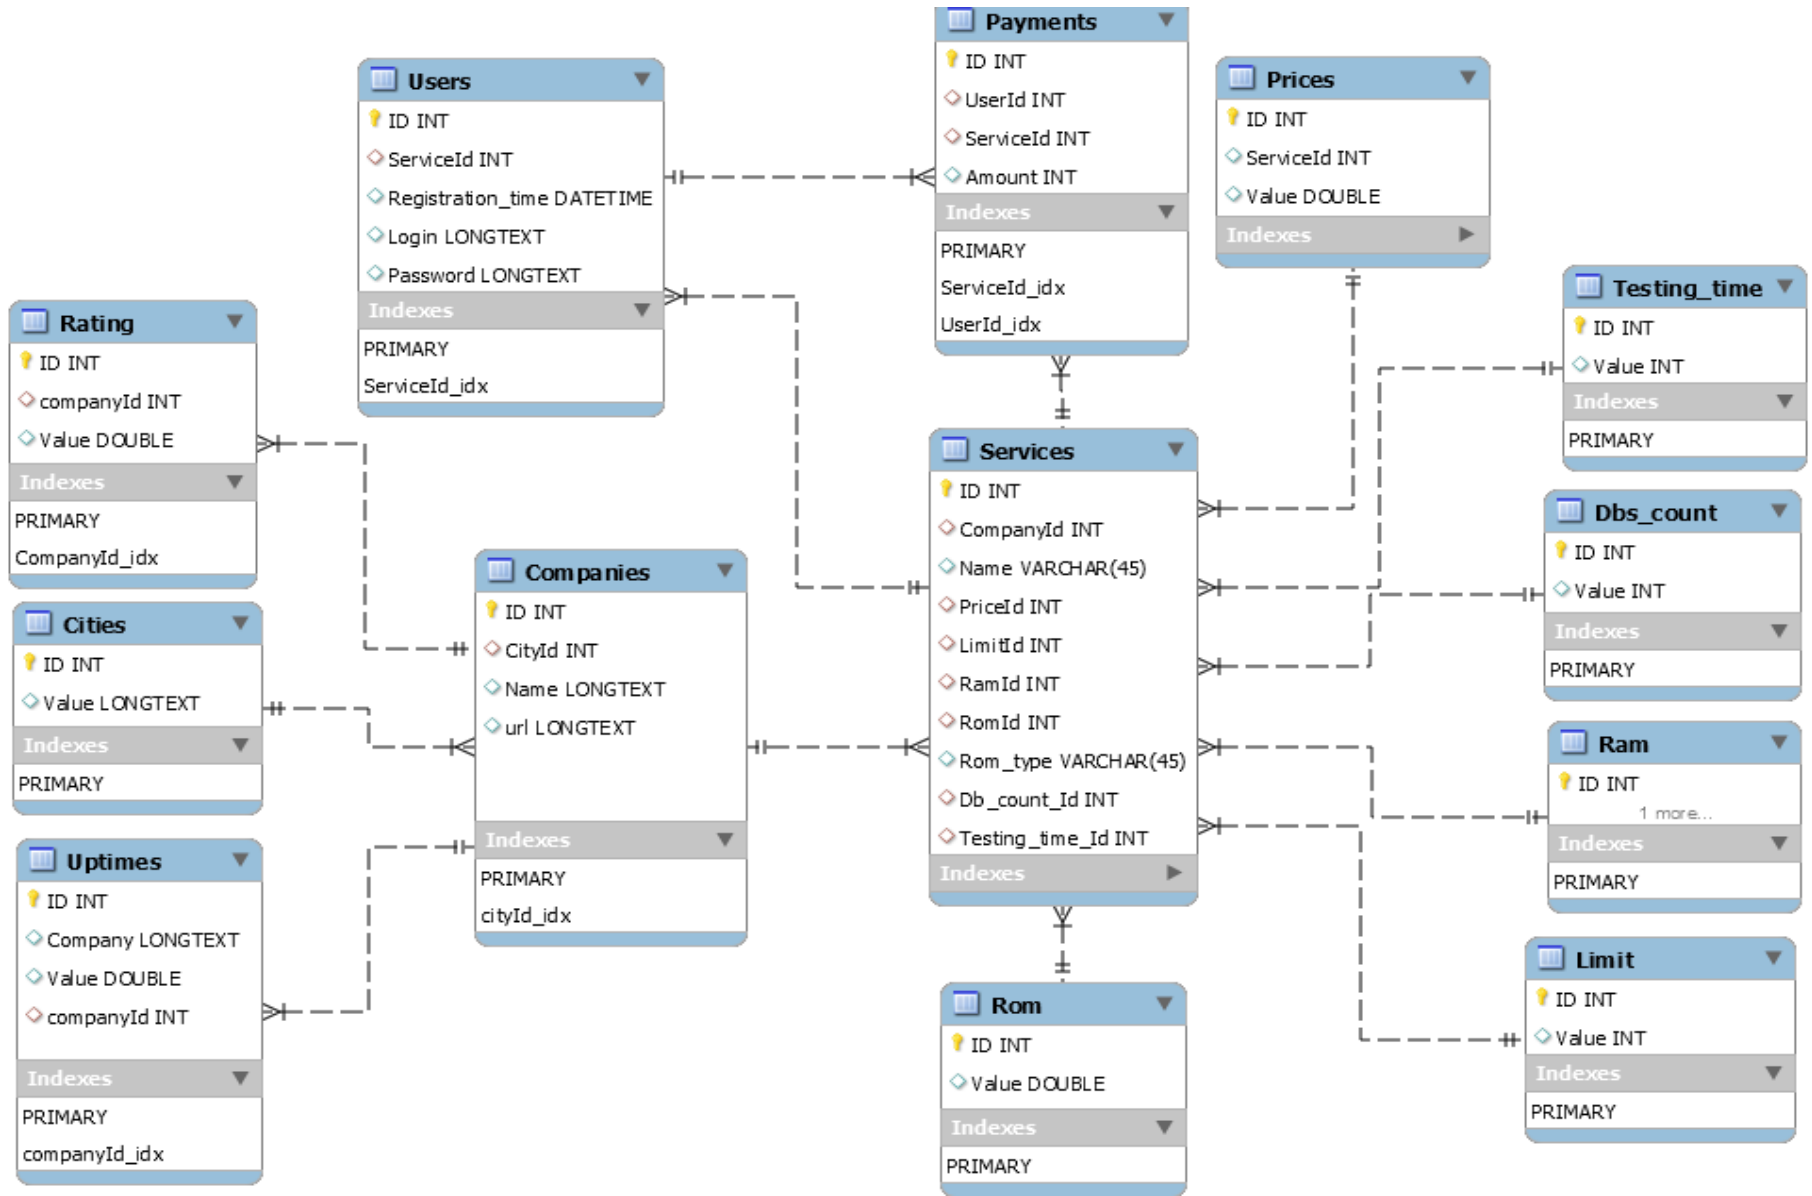 Payments
ID INT
UserId INT
ServiceId INT
Amount INT
Indexes
PRIMARY
ServiceId_idx
UserId_idx
Users
ID INT
ServiceId INT
Registration_time DATETIME
Login LONGTEXT
Password LONGTEXT
Indexes
PRIMARY
ServiceId_idx
Prices
ID INT
ServiceId INT
Value DOUBLE
Indexes
Testing_time
ID INT
Value INT
Indexes
PRIMARY
Rating
ID INT
companyId INT
Value DOUBLE
Indexes
PRIMARY
CompanyId_idx
Services
ID INT
CompanyId INT
Name VARCHAR(45)
PriceId INT
LimitId INT
RamId INT
RomId INT
Rom_type VARCHAR(45)
Db_count_Id INT
Testing_time_Id INT
Indexes
Dbs_count
ID INT
Value INT
Indexes
PRIMARY
Companies
ID INT
CityId INT
Name LONGTEXT
url LONGTEXT
Indexes
PRIMARY
cityId_idx
Cities
ID INT
Value LONGTEXT
Indexes
PRIMARY
Ram
ID INT
1 more...
Indexes
PRIMARY
Uptimes
ID INT
Company LONGTEXT
Value DOUBLE
companyId INT
Indexes
PRIMARY
companyId_idx
Limit
ID INT
Value INT
Indexes
PRIMARY
Rom
ID INT
Value DOUBLE
Indexes
PRIMARY